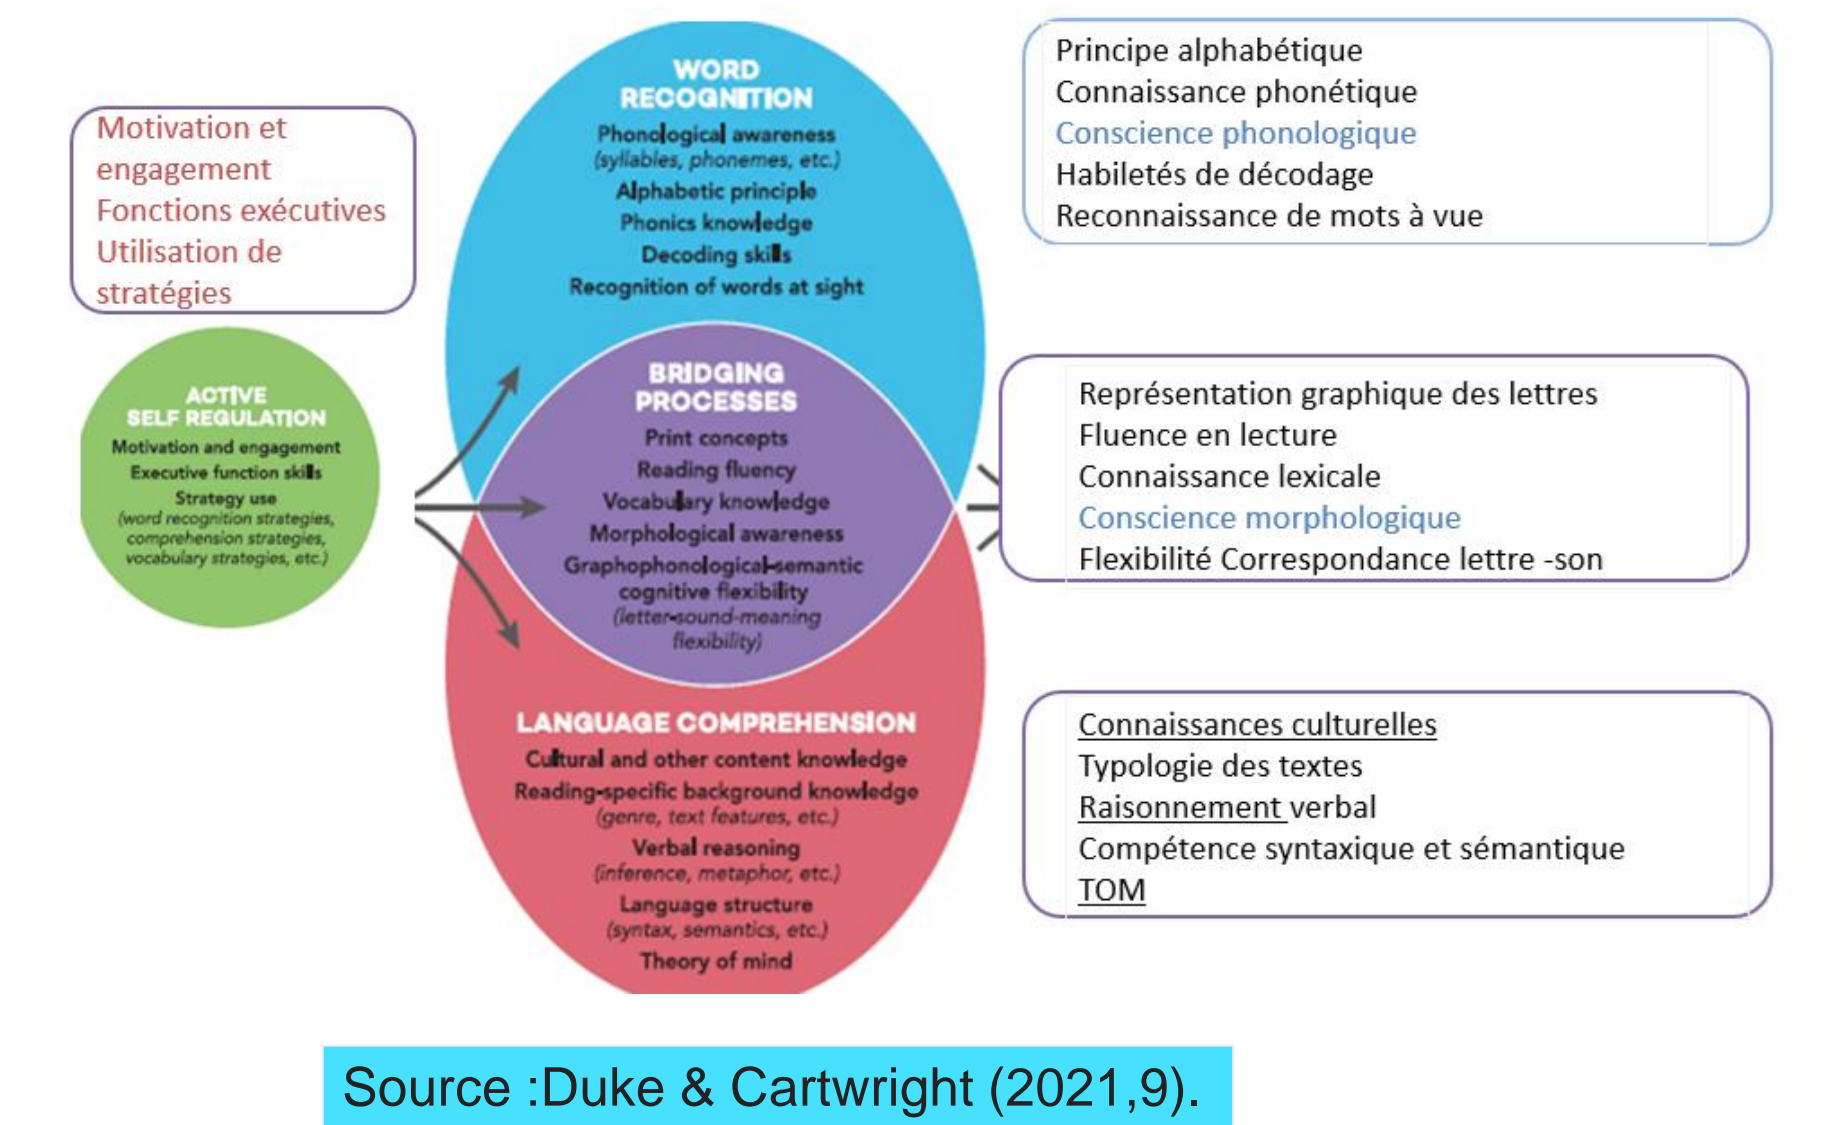 Motivation et
engagement
Fonctions exécutives
Utilisation de
stratégies
ACTIVE
SELF REGULATION
Motivation and engagement
Executive function skills
Strategy use
(word recognition strategies,
comprehension strategies,
vocabulary strategies, etc.)
WORD
RECOGNITION
Phonological awareness
(syllables, phonemes, etc.)
Alphabetic principle
Phonics knowledge
Decoding skills
Recognition of words at sight
BRIDGING
PROCESSES
Print concepts
Reading fluency
Vocabulary knowledge
Morphological awareness
Graphophonological-semantic
cognitive flexibility
(letter-sound-meaning
flexibility)
LANGUAGE COMPREHENSION
Cultural and other content knowledge
Reading-specific background knowledge
(genre, text features, etc.)
Verbal reasoning
(inference, metaphor, etc.)
Language structure
(syntax, semantics, etc.)
Theory of mind
Principe alphabétique
Connaissance phonétique
Conscience phonologique
Habiletés de décodage
Reconnaissance de mots à vue
Représentation graphique des lettres
Fluence en lecture
Connaissance lexicale
Conscience morphologique
Flexibilité Correspondance lettre -son
Connaissances culturelles
Typologie des textes
Raisonnement verbal
Compétence syntaxique et sémantique
TOM
Source :Duke & Cartwright (2021,9).